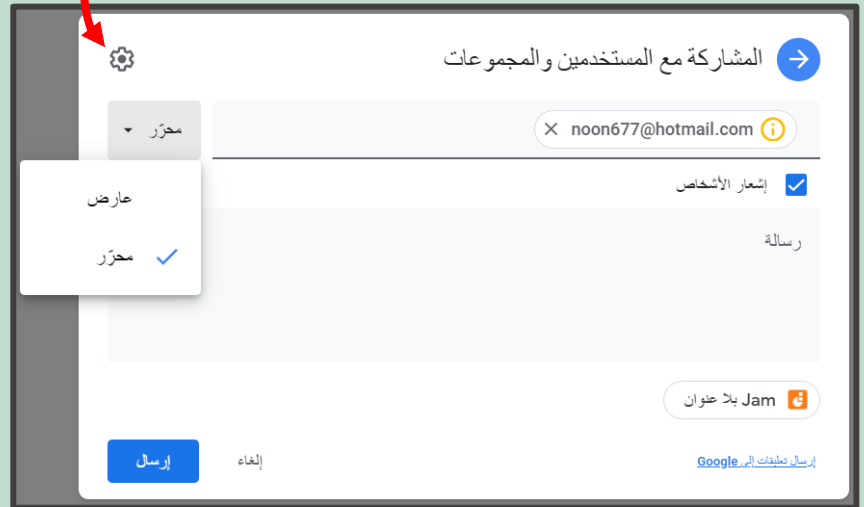 المشاركة مع المستخدمين والمجموعات
noon677@hotmail.com
محرّر
إشعار الأشخاص
عارض
محرّر
رسالة
Jam بلا عنوان
إرسال تعليقات إلى Google
إلغاء
إرسال